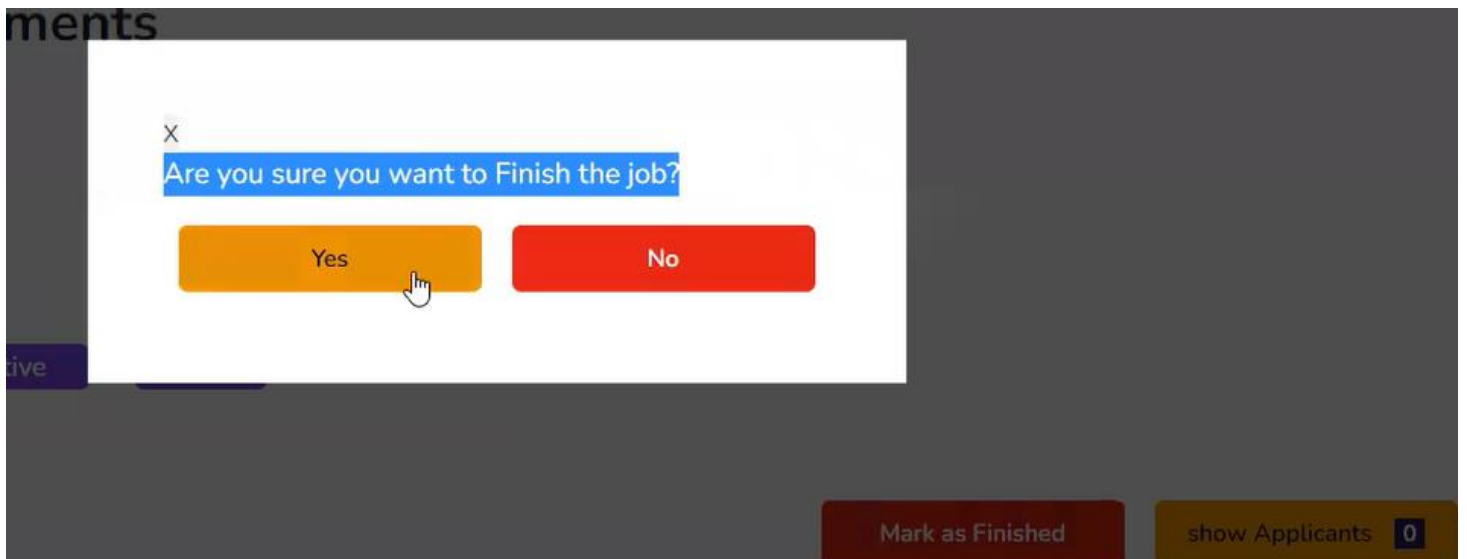 ments
X
Are you sure you want to Finish the job?
Yes
No
tive
Mark as Finished
show Applicants 0